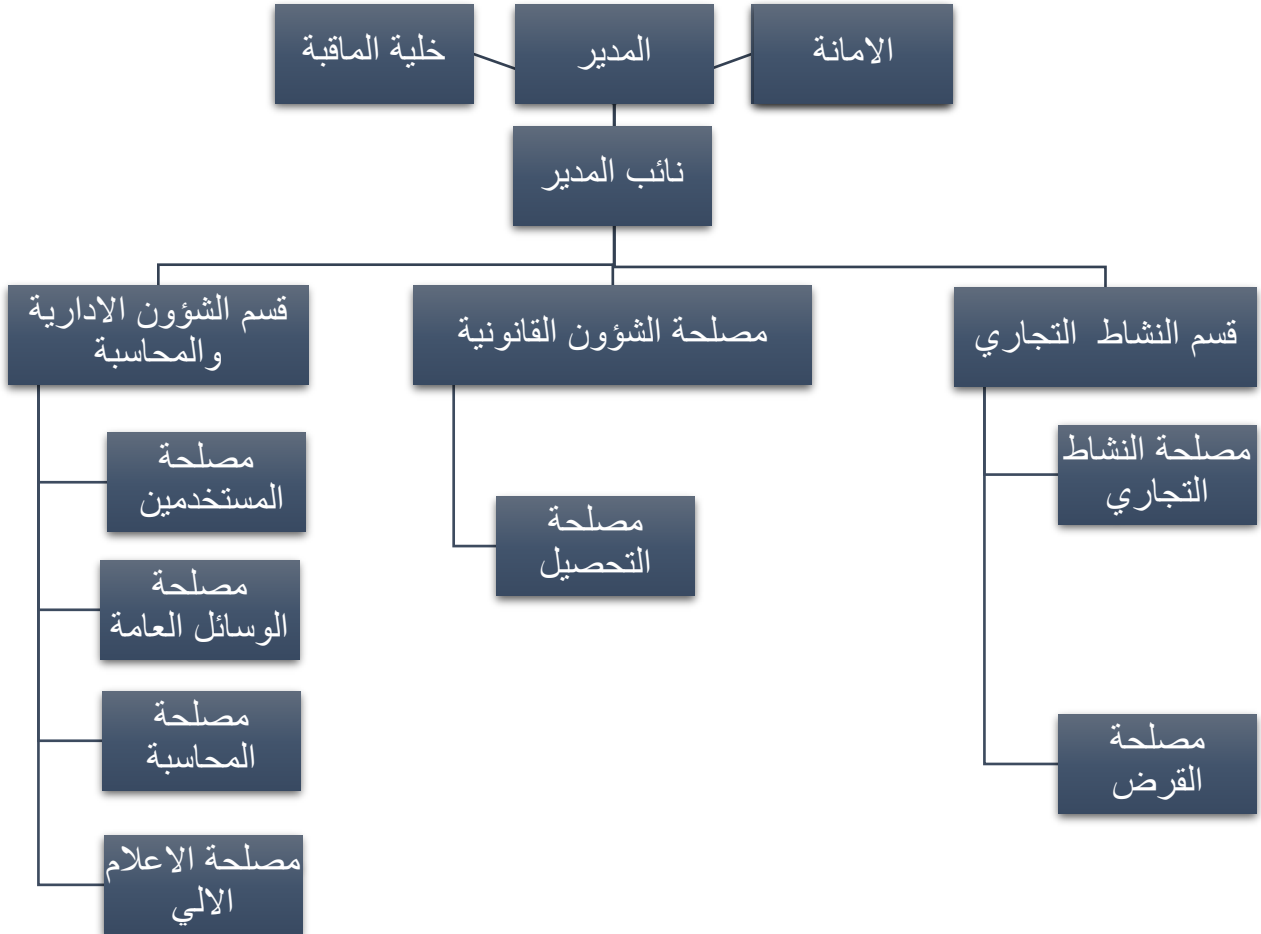 الامانة
المدير
خلية الماقبة
نائب المدير
قسم النشاط التجاري
مصلحة الشؤون القانونية
قسم الشؤون الادارية
والمحاسبة
مصلحة النشاط
التجاري
مصلحة
القرض
مصلحة
التحصيل
مصلحة
المستخدمين
مصلحة
الوسائل العامة
مصلحة
المحاسبة
مصلحة الاعلام
الالي